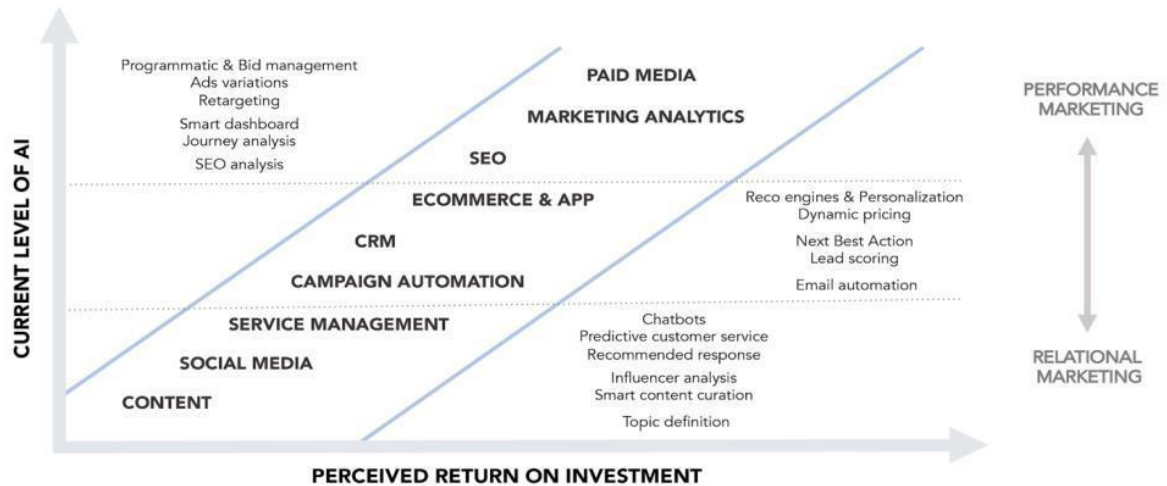 CURRENT LEVEL OF AI
Programmatic & Bid management
Ads variations
Retargeting
Smart dashboard
Journey analysis
SEO analysis
PAID MEDIA
MARKETING ANALYTICS
SEO
ECOMMERCE & APP
CRM
CAMPAIGN AUTOMATION
Reco engines & Personalization
Dynamic pricing
Next Best Action
Lead scoring
Email automation
SERVICE MANAGEMENT
SOCIAL MEDIA
CONTENT
Chatbots
Predictive customer service
Recommended response
Influencer analysis
Smart content curation
Topic definition
PERCEIVED RETURN ON INVESTMENT
PERFORMANCE
MARKETING
RELATIONAL
MARKETING